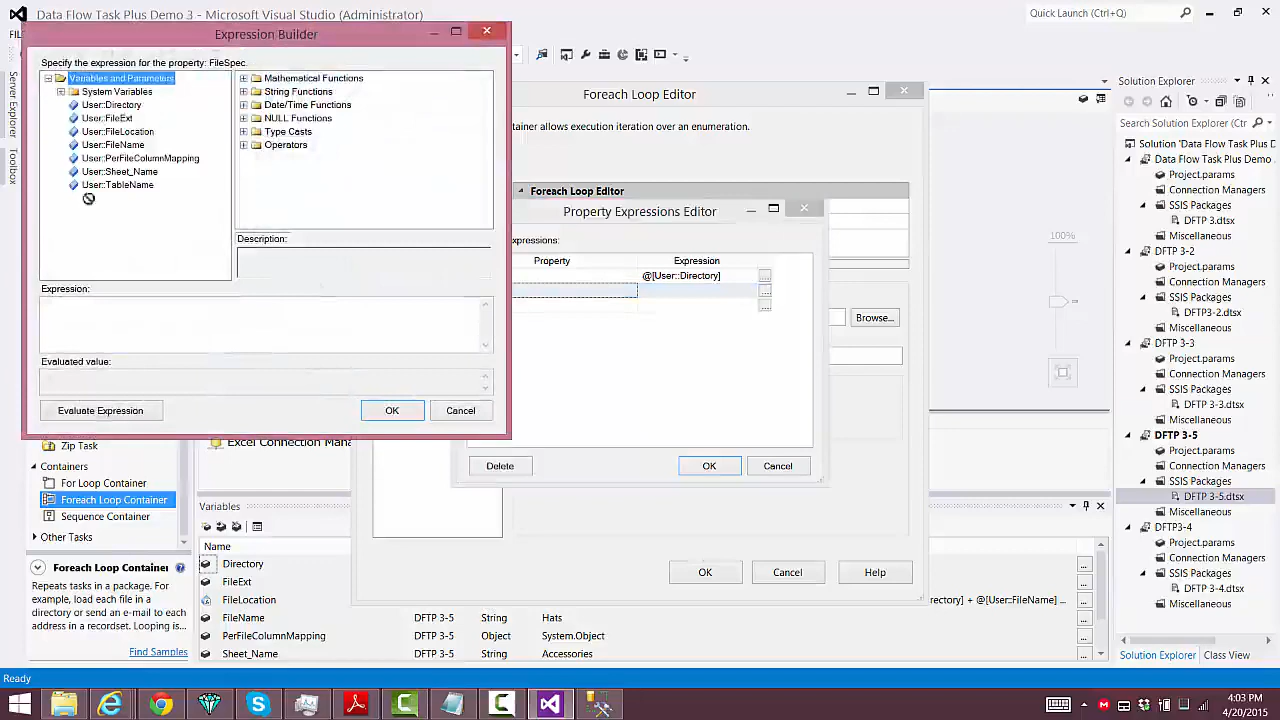 Data Flow Task Plus Demo 3 - Microsoft Visual Studio (Administrator)
Quick Launch (Ctrl+Q)
Expression Builder
Specify the expression for the property: FileSpec.
Variables and Parameters
System Variables
User::Directory
User::FileExt
User::FileLocation
User::FileName
User::PerFileColumnMapping
User::Sheet_Name
User::TableName
Mathematical Functions
String Functions
Date/Time Functions
NULL Functions
Type Casts
Operators
Description:
Expression:
Evaluated value:
Evaluate Expression
OK
Cancel
Server Explorer
Toolbox
Foreach Loop Editor
tainer allows execution iteration over an enumeration.
Foreach Loop Editor
Browse...
Property Expressions Editor
xpressions:
Property
Expression
@[User::Directory]
...
...
...
Delete
OK
Cancel
OK
Cancel
Help
100%
Solution Explorer
Search Solution Explorer (Ctrl
Solution 'Data Flow Task Plus Dem
Data Flow Task Plus Demo
Project.params
Connection Managers
SSIS Packages
DFTP 3.dtsx
Miscellaneous
DFTP 3-2
Project.params
Connection Managers
SSIS Packages
DFTP3-2.dtsx
Miscellaneous
DFTP 3-3
Project.params
Connection Managers
SSIS Packages
DFTP 3-3.dtsx
Miscellaneous
DFTP 3-5
Project.params
Connection Managers
SSIS Packages
DFTP 3-5.dtsx
Miscellaneous
DFTP3-4
Project.params
Connection Managers
SSIS Packages
DFTP 3-4.dtsx
Miscellaneous
Solution Explorer
Class View
Zip Task
Containers
For Loop Container
Foreach Loop Container
Sequence Container
Other Tasks
Foreach Loop Container
Repeats tasks in a package. For
example, load each file in a
directory or send an e-mail to each
address in a recordset. Looping is...
Find Samples
Excel Connection Mana
Variables
Name
Directory
FileExt
FileLocation
rectory] + @[User::FileName] ...
FileName DFTP 3-5 String Hats
PerFileColumnMapping DFTP 3-5 Object System.Object
Sheet_Name DFTP 3-5 String Accessories
Ready
4:03 PM
4/20/2015